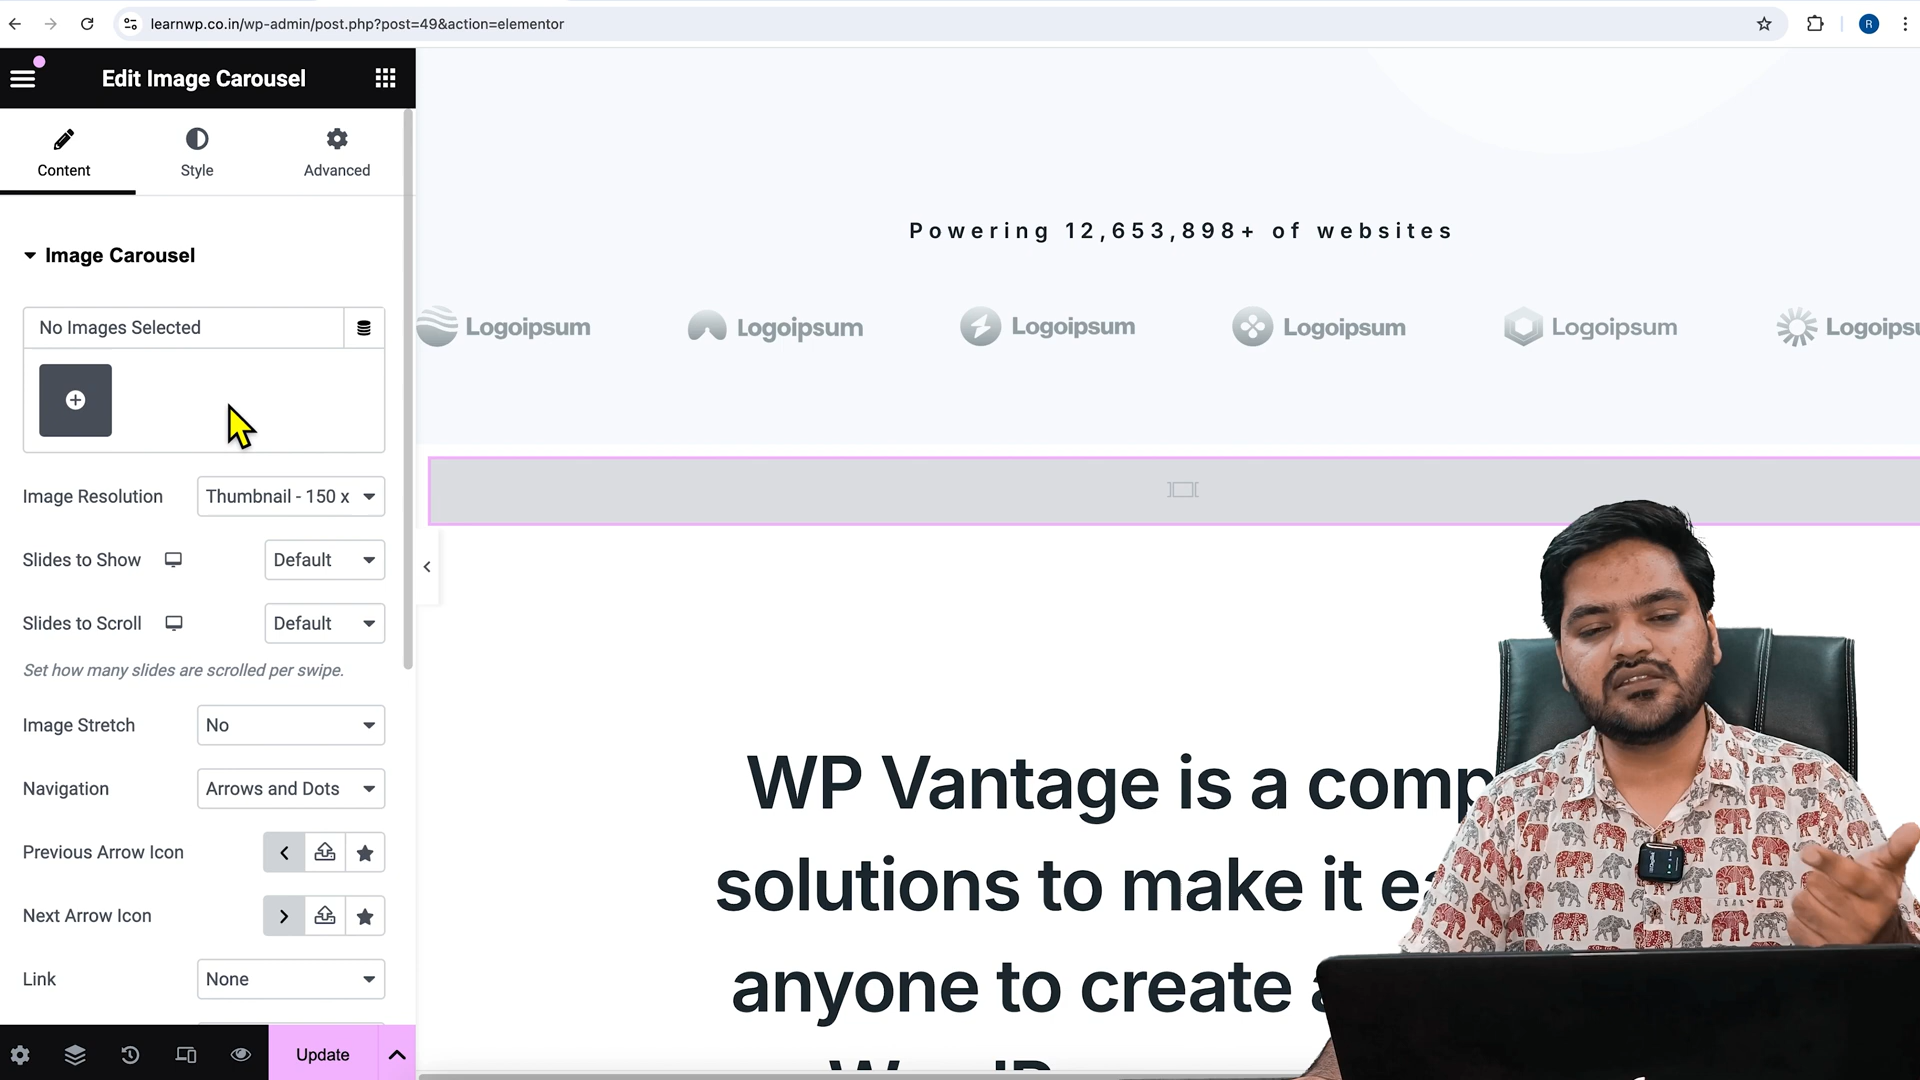 learnwp.co.in/wp-admin/post.php?post=49&action=elementor
R
Edit Image Carousel
Content
Style
Advanced
Image Carousel
No Images Selected
Image Resolution
Thumbnail - 150 x
Slides to Show
Default
Slides to Scroll
Default
Set how many slides are scrolled per swipe.
Image Stretch
No
Navigation
Arrows and Dots
Previous Arrow Icon
Next Arrow Icon
Link
None
Update
Powering 12,653,898+ of websites
Logoipsum
Logoipsum
Logoipsum
Logoipsum
Logoipsum
Logoipsu
WP Vantage is a comp
solutions to make it ea
anyone to create